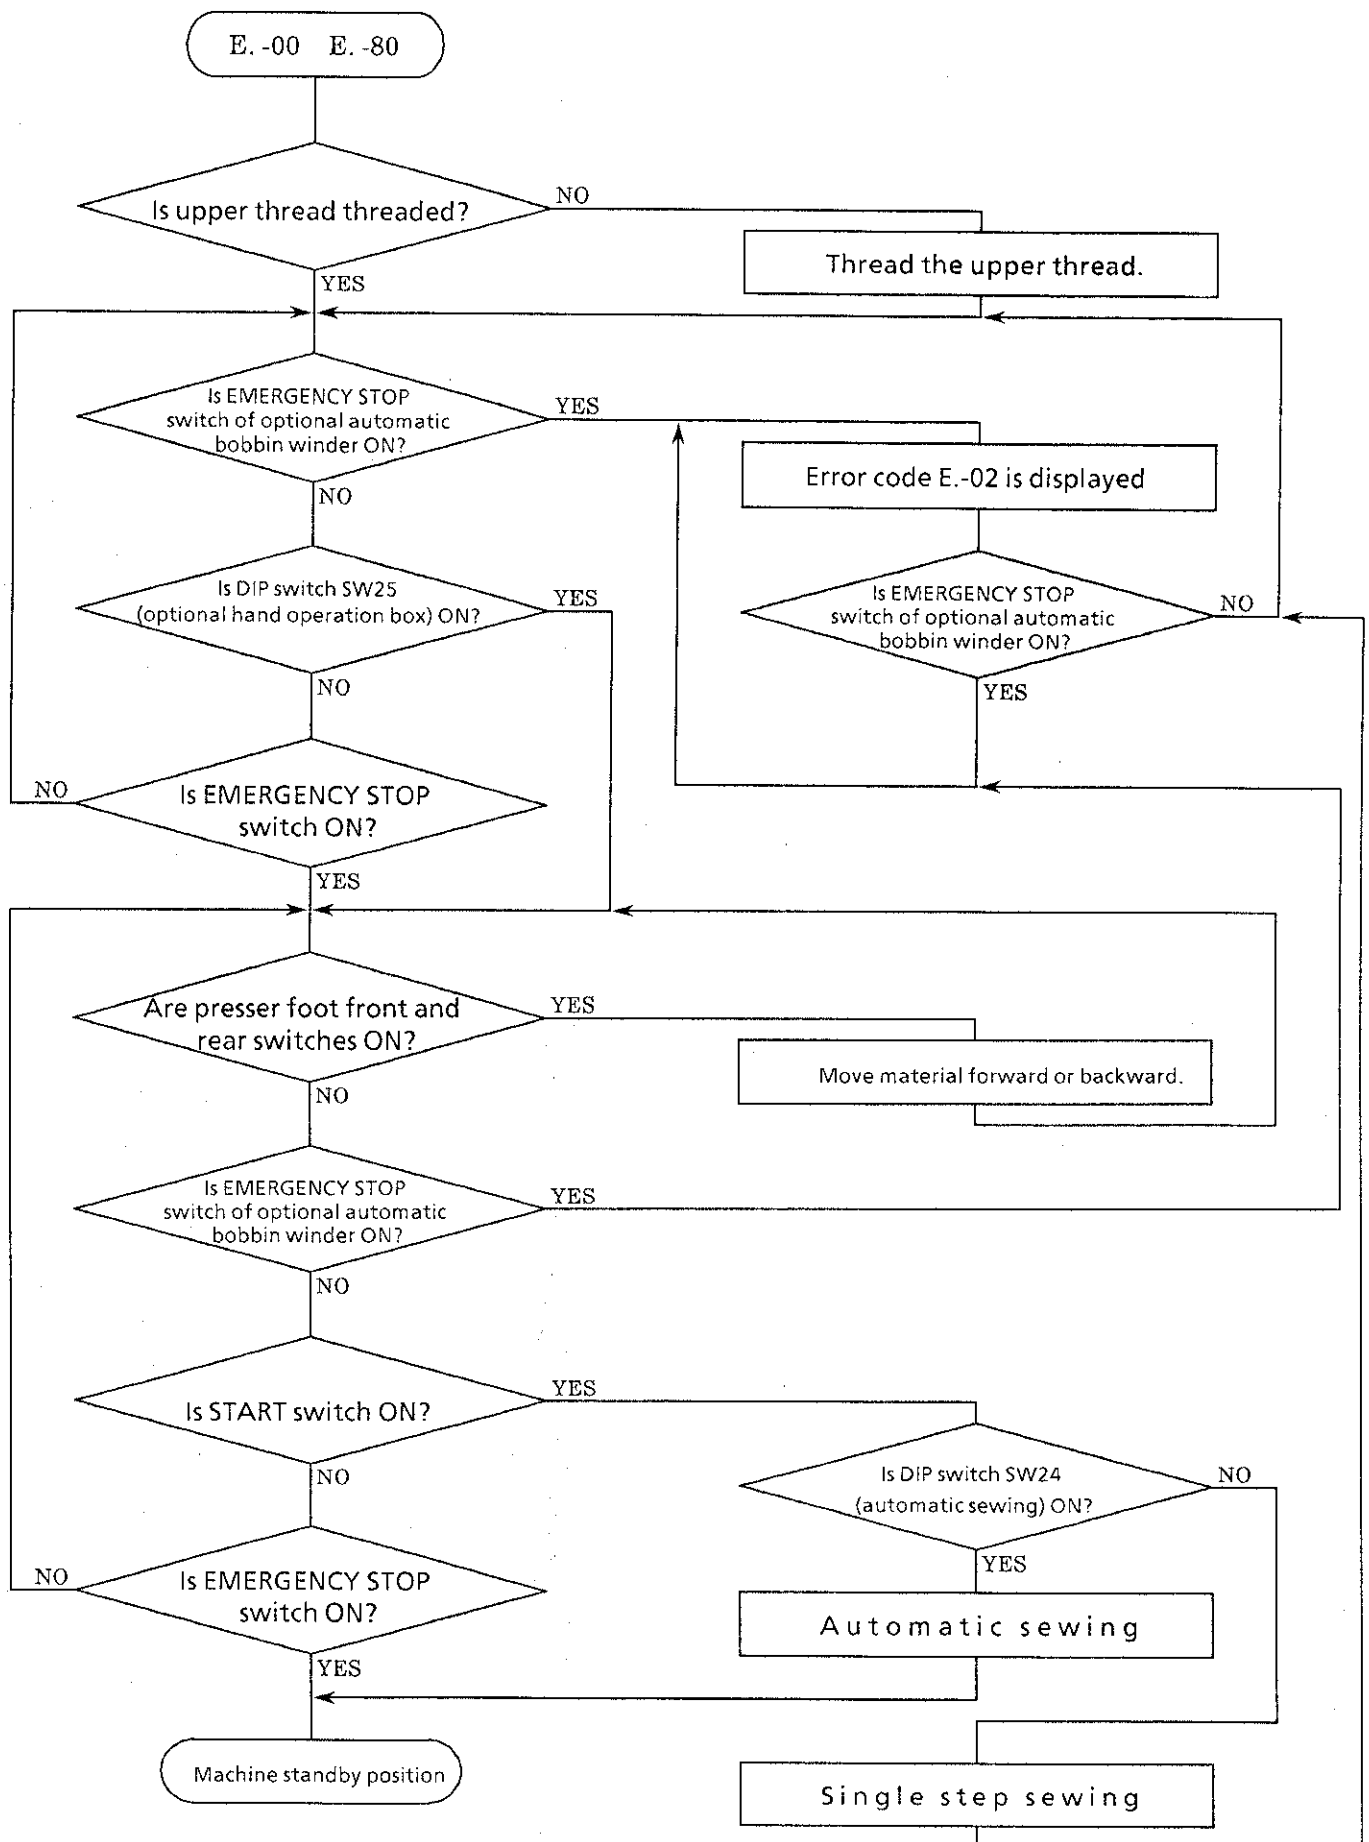 E. -00 E. -80
Is upper thread threaded?
NO
Thread the upper thread.
YES
Is EMERGENCY STOP
switch of optional automatic
bobbin winder ON?
YES
Error code E.-02 is displayed
NO
Is DIP switch SW25
(optional hand operation box) ON?
YES
Is EMERGENCY STOP
switch of optional automatic
bobbin winder ON?
NO
NO
YES
NO
Is EMERGENCY STOP
switch ON?
YES
Are presser foot front and
rear switches ON?
YES
Move material forward or backward.
NO
Is EMERGENCY STOP
switch of optional automatic
bobbin winder ON?
YES
NO
Is START switch ON?
YES
Is DIP switch SW24
(automatic sewing) ON?
NO
NO
YES
NO
Is EMERGENCY STOP
switch ON?
Automatic sewing
YES
Machine standby position
Single step sewing